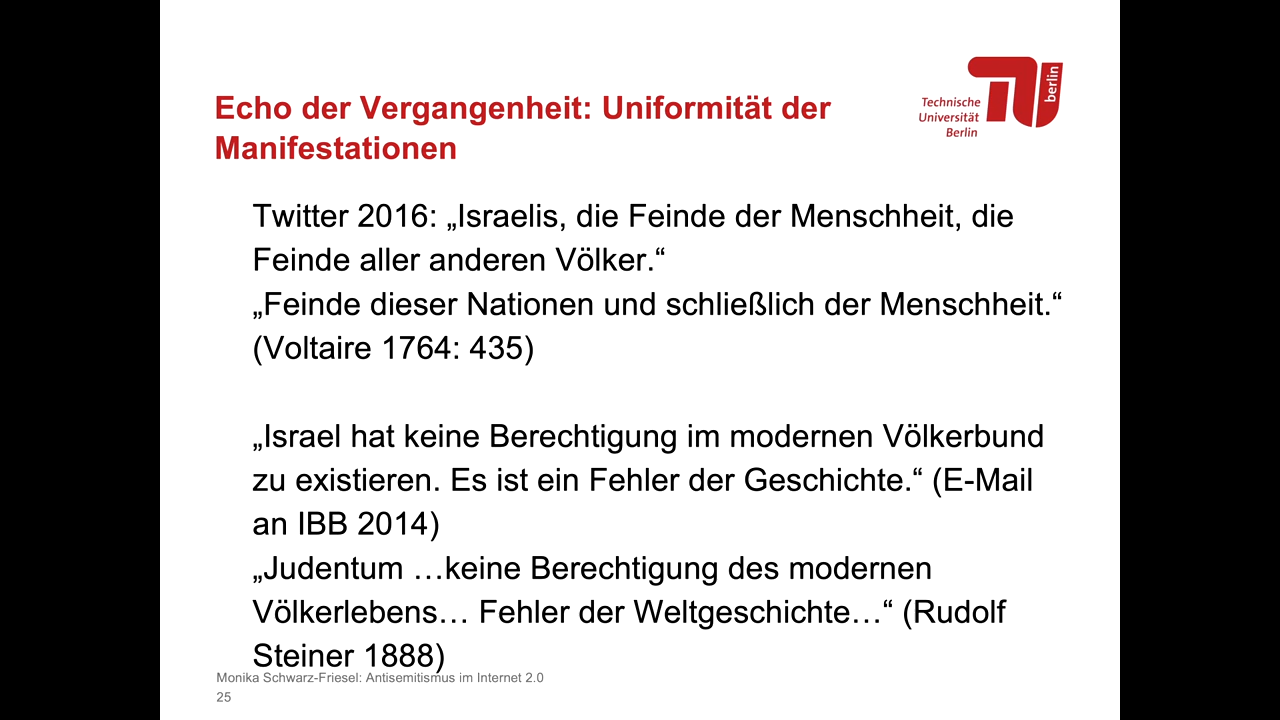 Echo der Vergangenheit: Uniformität der
Manifestationen
Technische
Universität
Berlin
berlin
Twitter 2016: „Israelis, die Feinde der Menschheit, die
Feinde aller anderen Völker.“
„Feinde dieser Nationen und schließlich der Menschheit.“
(Voltaire 1764: 435)
„Israel hat keine Berechtigung im modernen Völkerbund
zu existieren. Es ist ein Fehler der Geschichte.“ (E-Mail
an IBB 2014)
„Judentum …keine Berechtigung des modernen
Völkerlebens… Fehler der Weltgeschichte…“ (Rudolf
Steiner 1888)
Monika Schwarz-Friesel: Antisemitismus im Internet 2.0
25